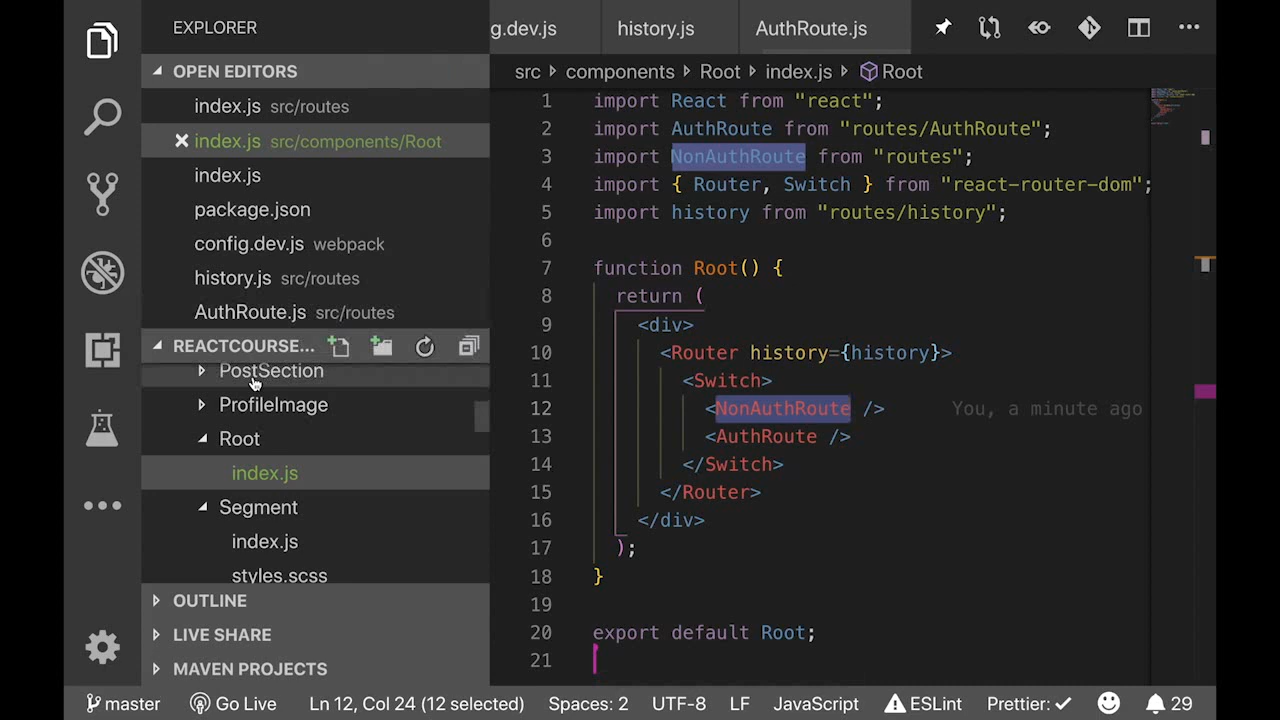 EXPLORER
OPEN EDITORS
index.js src/routes
index.js src/components/Root
index.js
package.json
config.dev.js webpack
history.js src/routes
AuthRoute.js src/routes
REACTCOURSE...
PostSection
ProfileImage
Root
index.js
Segment
index.js
styles.scss
OUTLINE
LIVE SHARE
MAVEN PROJECTS
g.dev.js history.js AuthRoute.js
src components Root index.js Root
1 import React from "react";
2 import AuthRoute from "routes/AuthRoute";
3 import NonAuthRoute from "routes";
4 import { Router, Switch } from "react-router-dom";
5 import history from "routes/history";
6
7 function Root() {
8 return (
9 <div>
10 <Router history={history}>
11 <Switch>
12 <NonAuthRoute /> You, a minute ago
13 <AuthRoute />
14 </Switch>
15 </Router>
16 </div>
17 );
18 }
19
20 export default Root;
21
master Go Live Ln 12, Col 24 (12 selected) Spaces: 2 UTF-8 LF JavaScript ESLint Prettier: 29